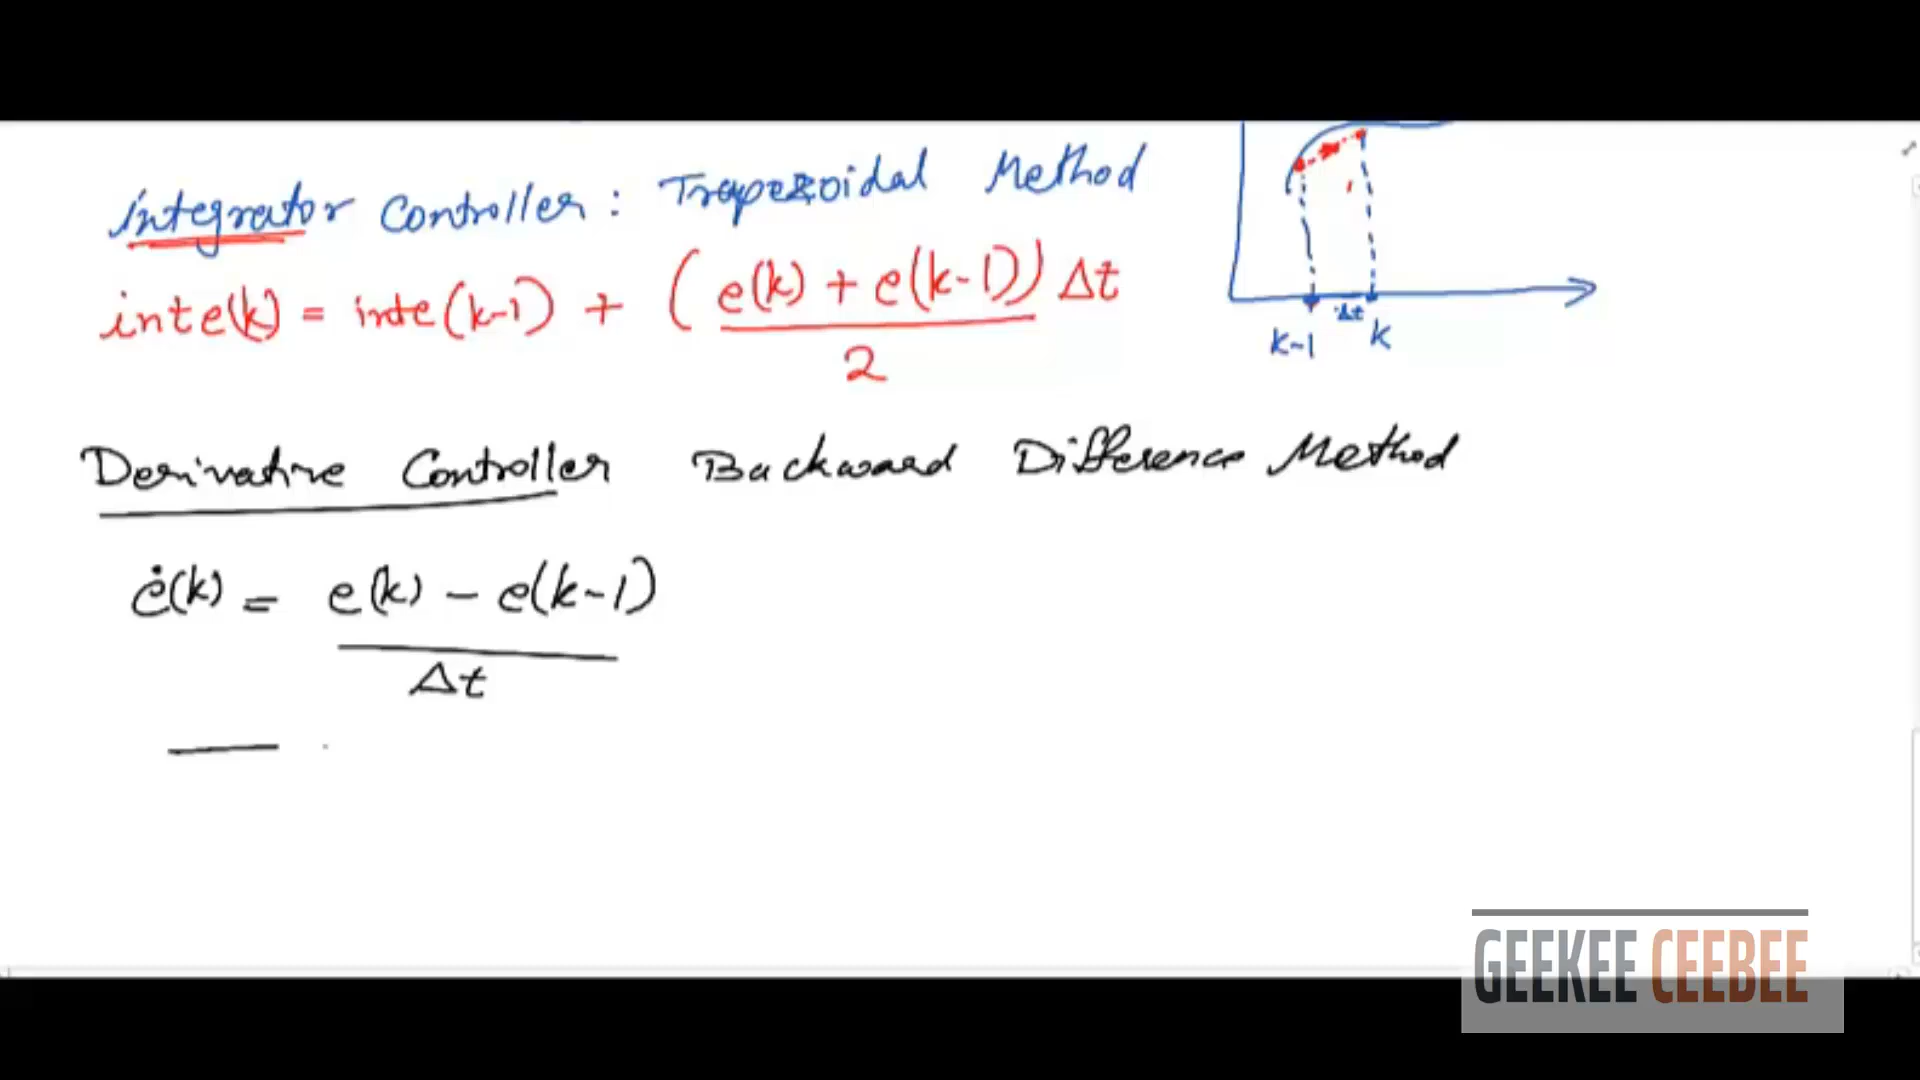 Integrator Controller: Trapezoidal Method
inte(k) = inte(k-1) + (e(k) + e(k-1)) Δt
2
Δt
k-1 k
Derivative Controller Backward Difference Method
ė(k) = e(k) - e(k-1)
Δt
GEEKEE CEEBEE